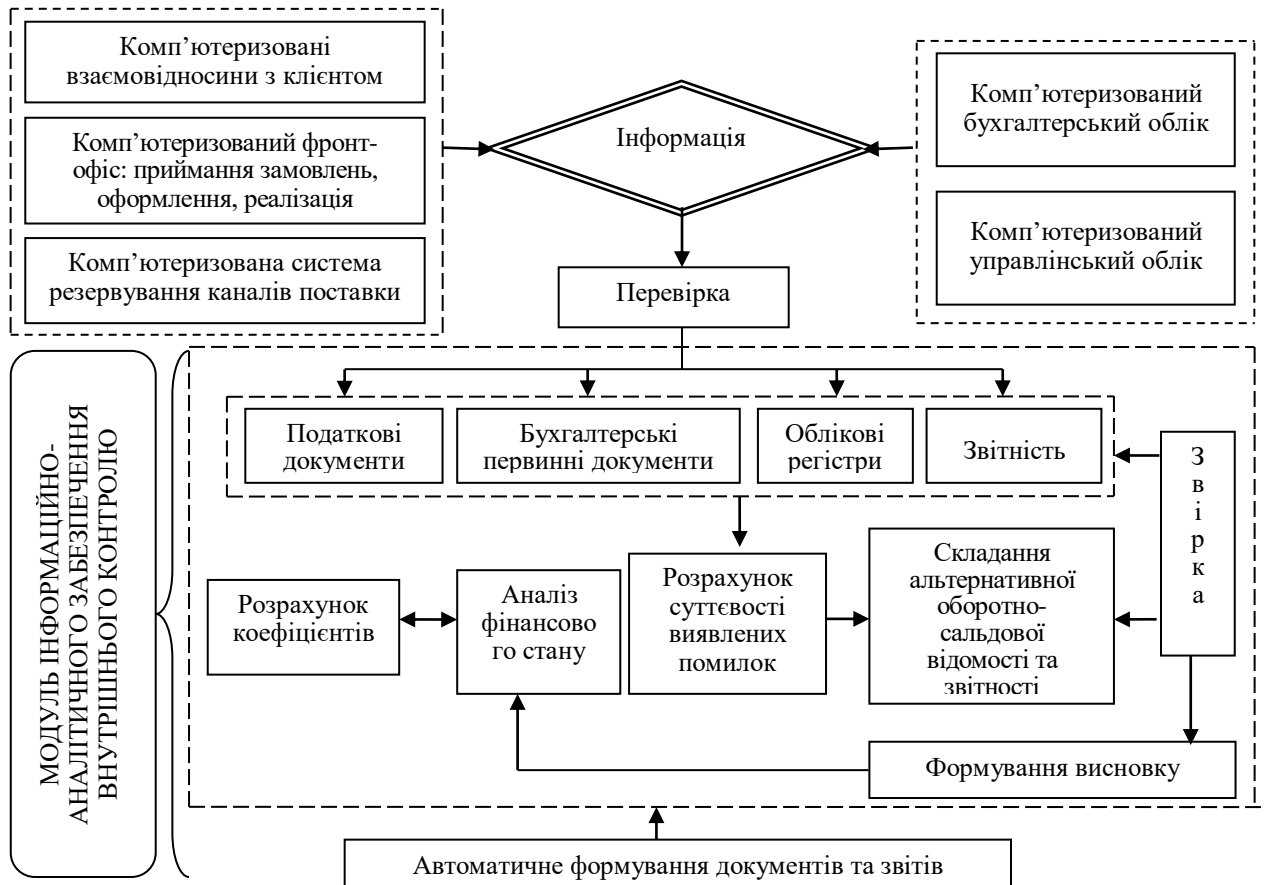 Комп’ютеризовані
взаємовідносини з клієнтом
Комп’ютеризований фронт-
офіс: приймання замовлень,
оформлення, реалізація
Комп’ютеризована система
резервування каналів поставки
Інформація
Комп’ютеризований
бухгалтерський облік
Комп’ютеризований
управлінський облік
Перевірка
МОДУЛЬ ІНФОРМАЦІЙНО-
АНАЛІТИЧНОГО ЗАБЕЗПЕЧЕННЯ
ВНУТРІШНЬОГО КОНТРОЛЮ
Податкові
документи
Бухгалтерські
первинні документи
Облікові
регістри
Звітність
Звірка
Розрахунок
коефіцієнтів
Аналіз
фінансово
го стану
Розрахунок
суттєвості
виявлених
помилок
Складання
альтернативної
оборотно-
сальдової
відомості та
звітності
Формування висновку
Автоматичне формування документів та звітів